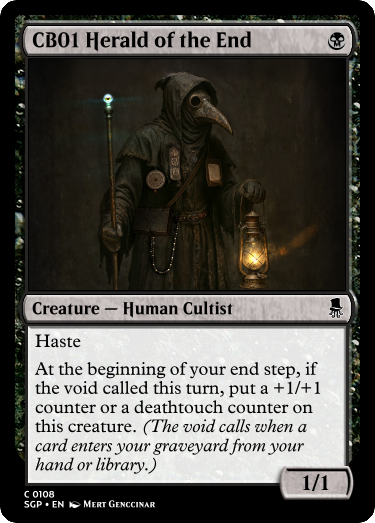 CB01 Herald of the End
Creature — Human Cultist
Haste
At the beginning of your end step, if
the void called this turn, put a +1/+1
counter or a deathtouch counter on
this creature. (The void calls when a
card enters your graveyard from your
hand or library.)
1/1
C 0108
SGP • EN Mert Genccinar